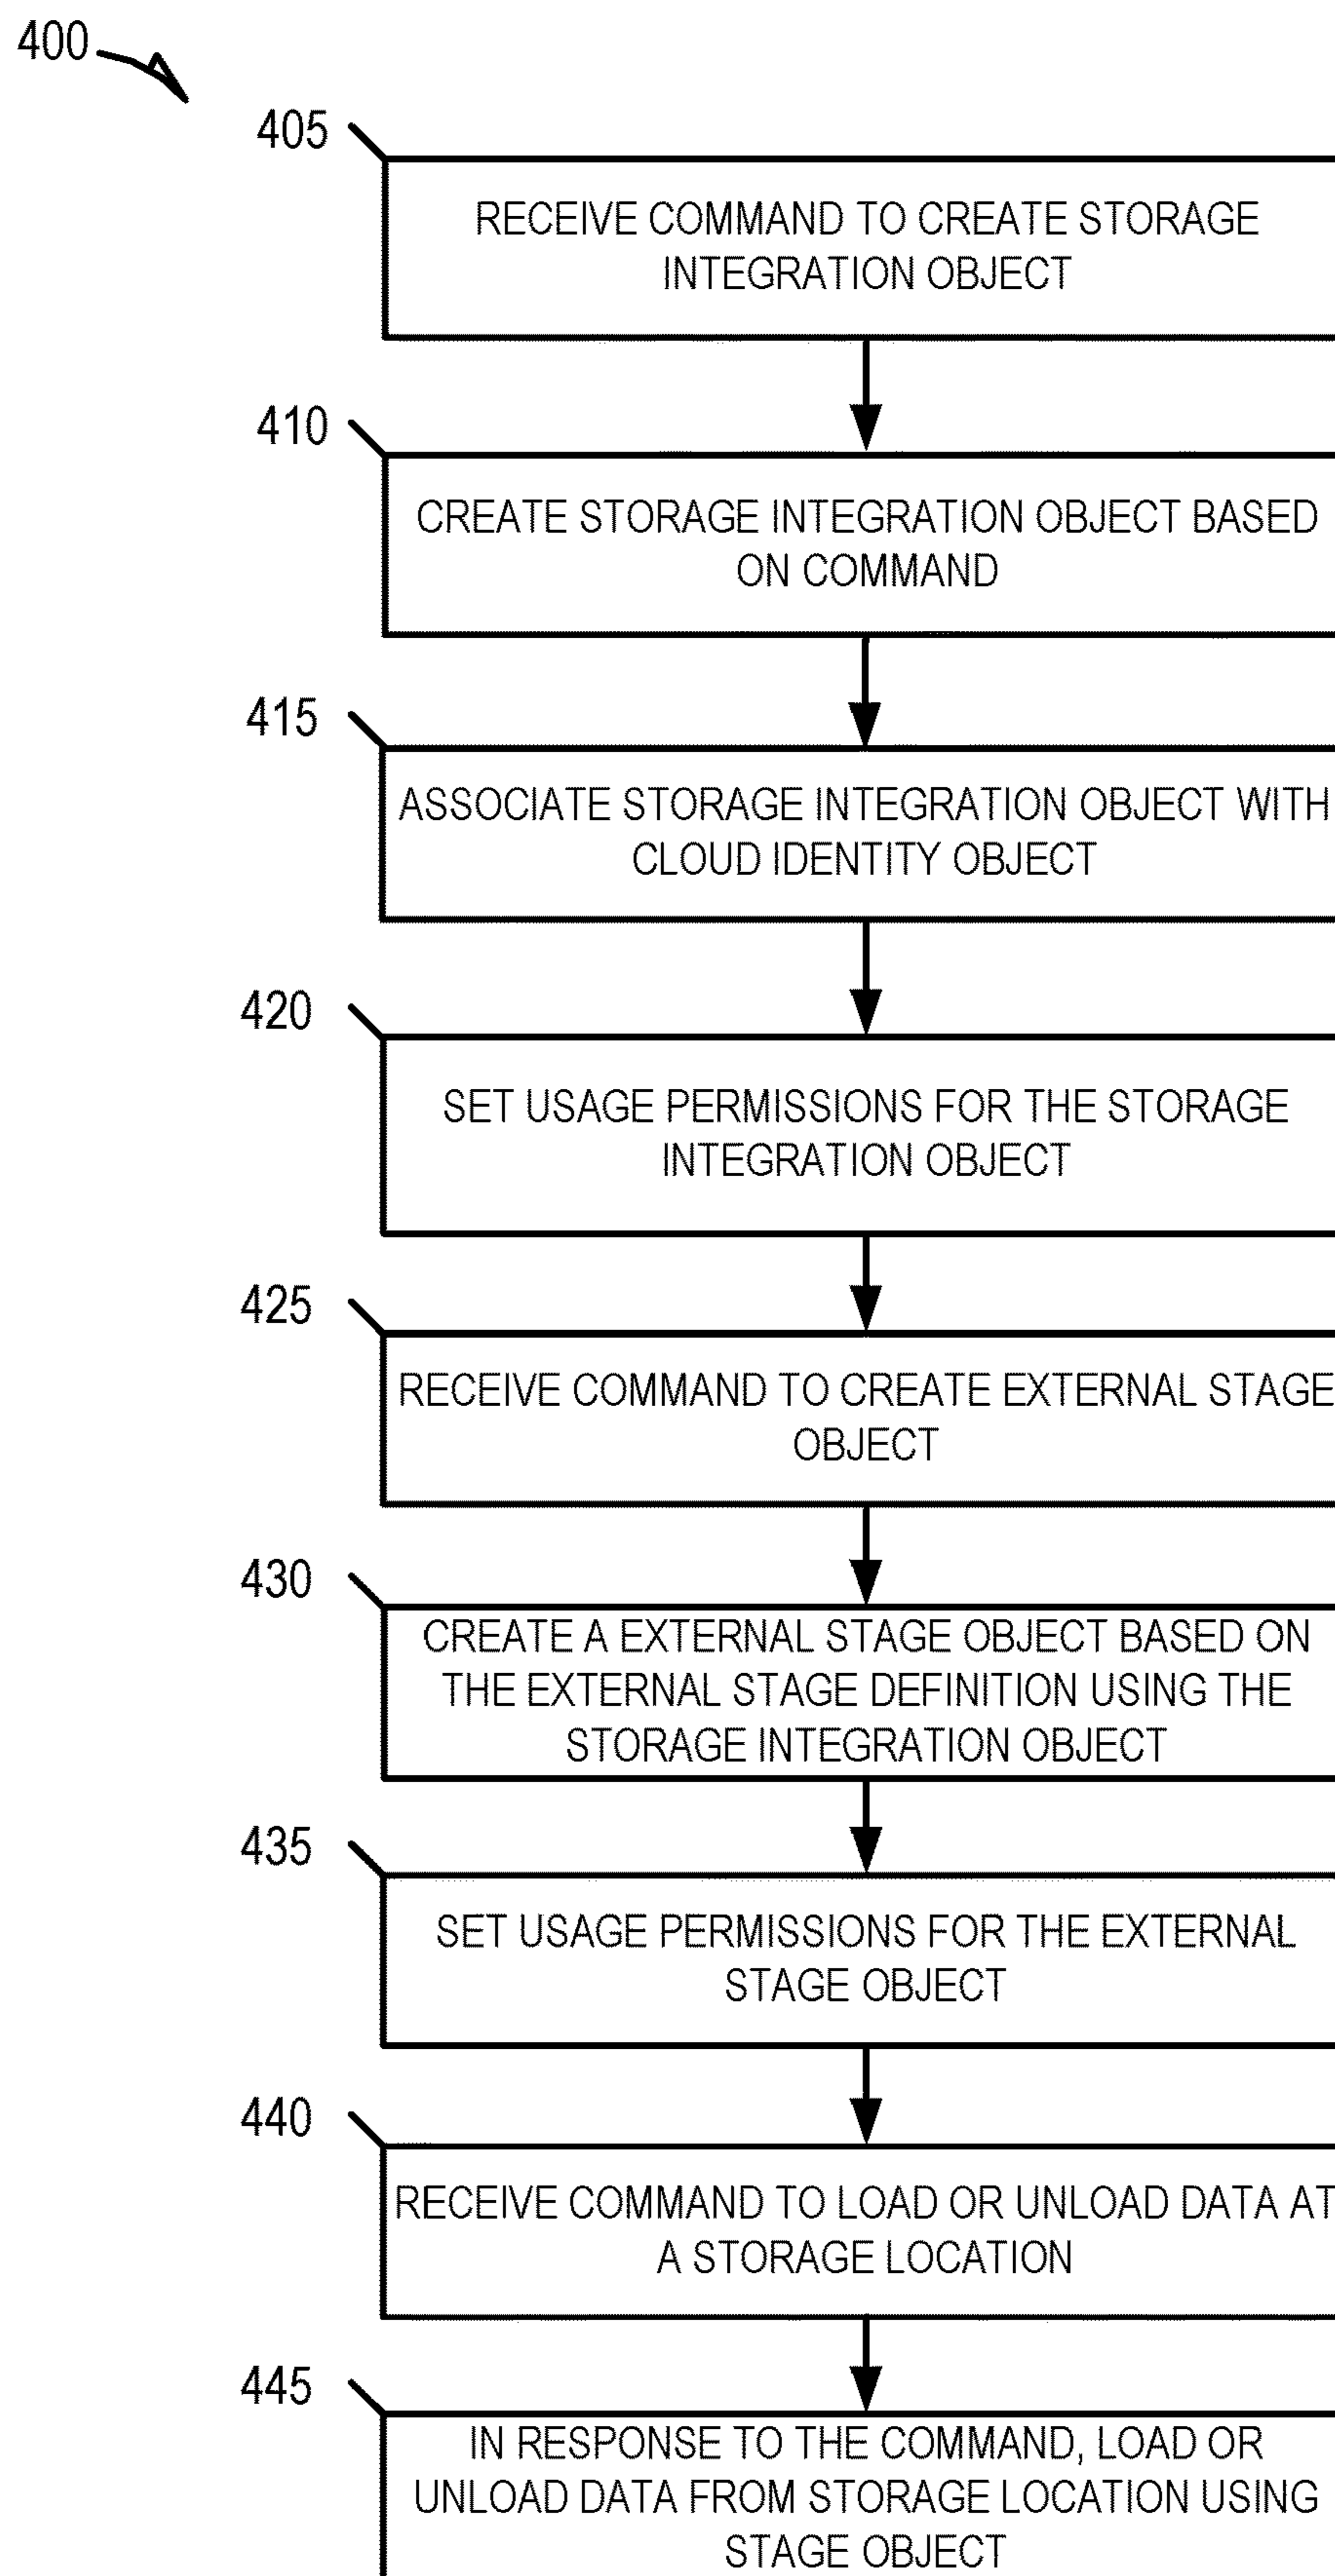 400
405
RECEIVE COMMAND TO CREATE STORAGE
INTEGRATION OBJECT
410
CREATE STORAGE INTEGRATION OBJECT BASED
ON COMMAND
415
ASSOCIATE STORAGE INTEGRATION OBJECT WITH
CLOUD IDENTITY OBJECT
420
SET USAGE PERMISSIONS FOR THE STORAGE
INTEGRATION OBJECT
425
RECEIVE COMMAND TO CREATE EXTERNAL STAGE
OBJECT
430
CREATE A EXTERNAL STAGE OBJECT BASED ON
THE EXTERNAL STAGE DEFINITION USING THE
STORAGE INTEGRATION OBJECT
435
SET USAGE PERMISSIONS FOR THE EXTERNAL
STAGE OBJECT
440
RECEIVE COMMAND TO LOAD OR UNLOAD DATA AT
A STORAGE LOCATION
445
IN RESPONSE TO THE COMMAND, LOAD OR
UNLOAD DATA FROM STORAGE LOCATION USING
STAGE OBJECT